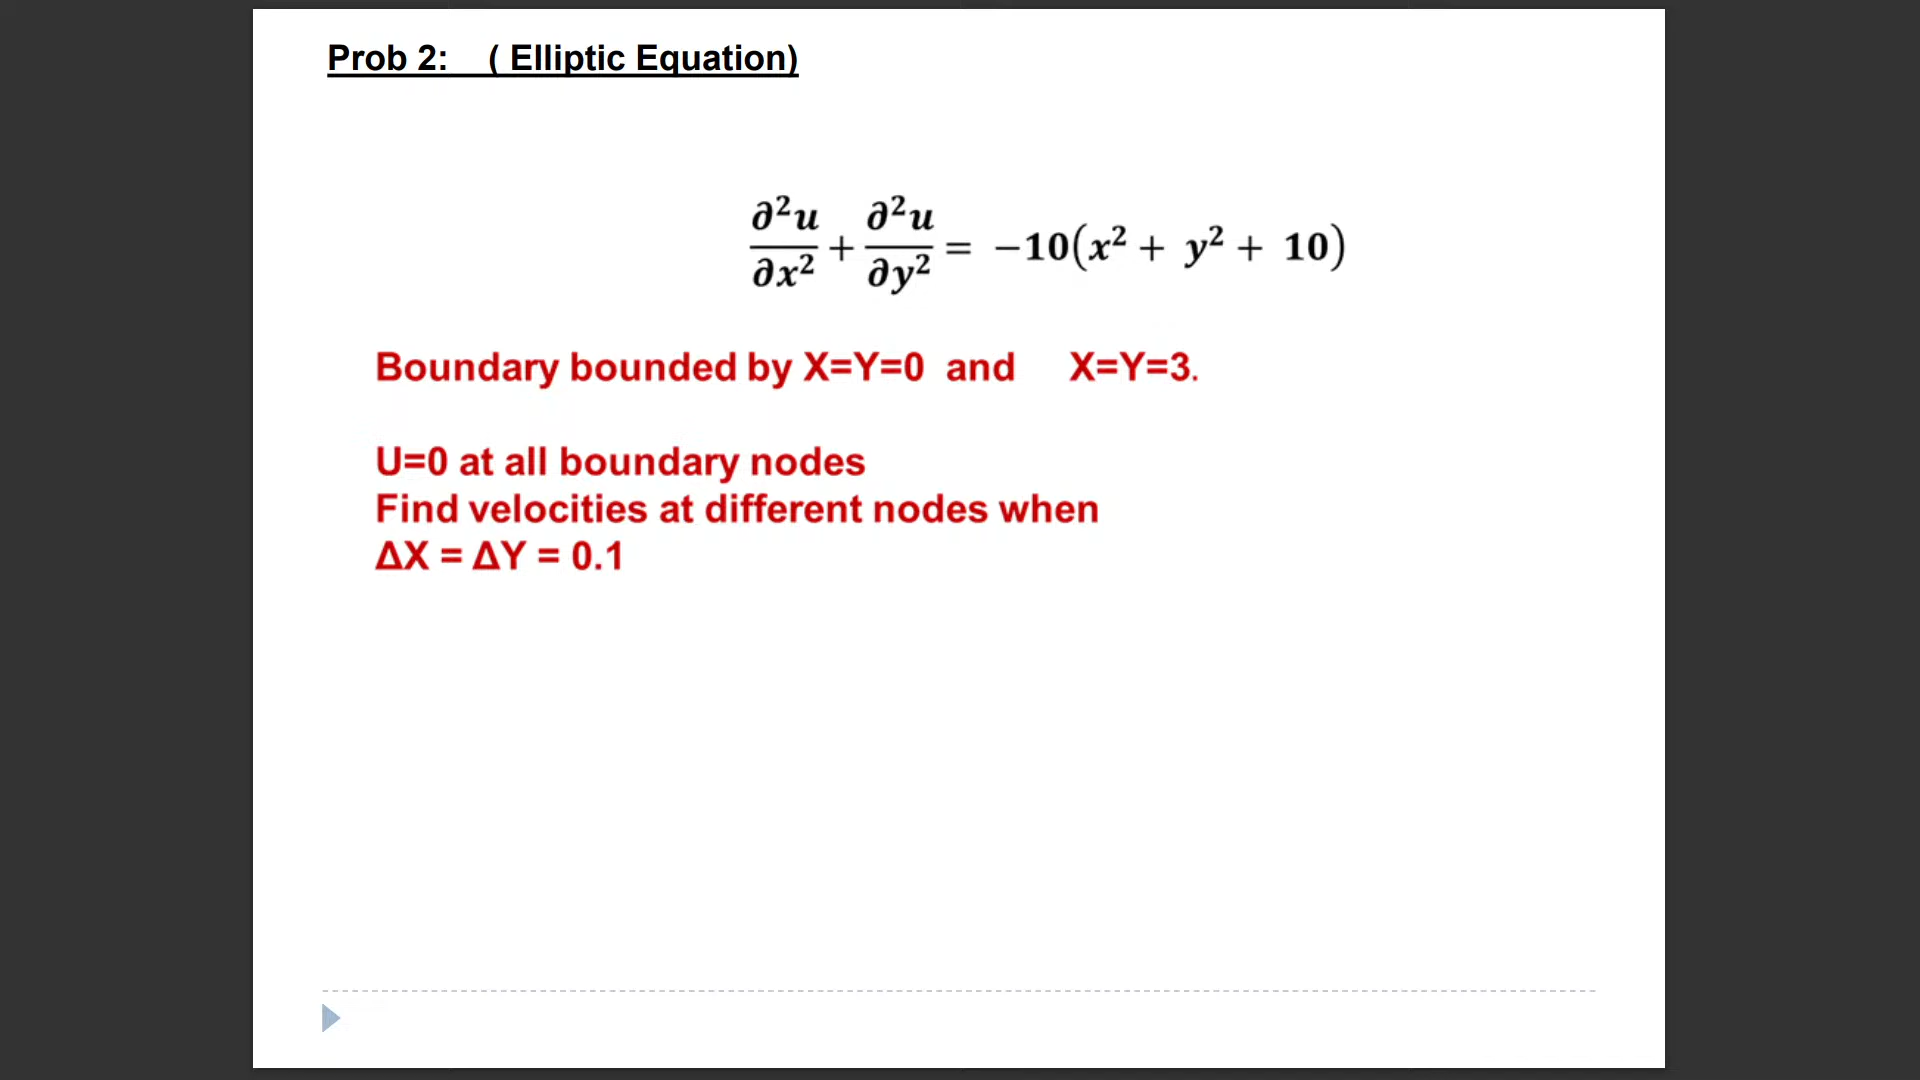 Prob 2: ( Elliptic Equation)
∂²u/∂x² + ∂²u/∂y² = −10(x² + y² + 10)
Boundary bounded by X=Y=0 and X=Y=3.
U=0 at all boundary nodes
Find velocities at different nodes when
ΔX = ΔY = 0.1